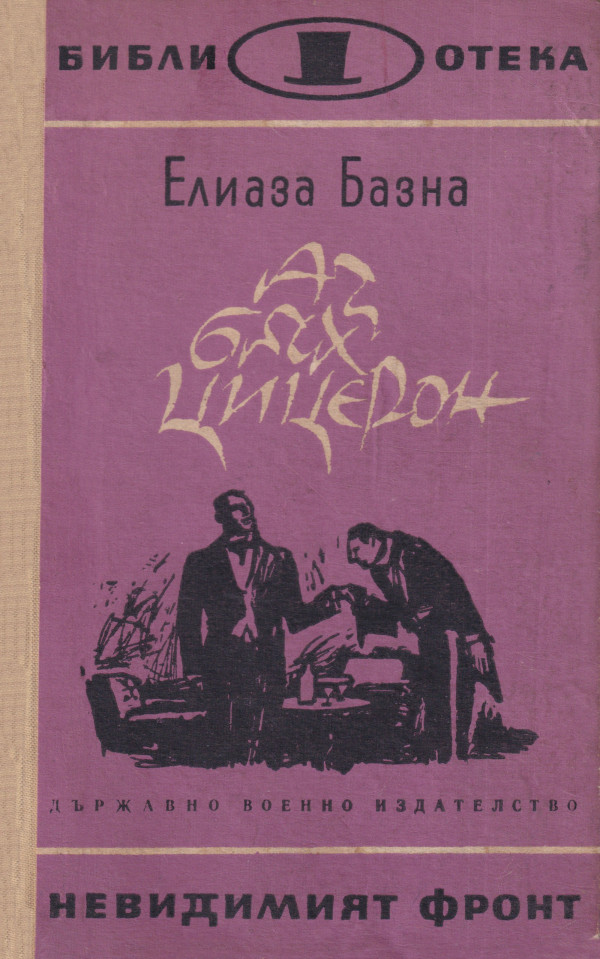 БИБЛИОТЕКА
Елиаза Базна
Аз
бях
Цицерон
ДЪРЖАВНО ВОЕННО ИЗДАТЕЛСТВО
НЕВИДИМИЯТ ФРОНТ